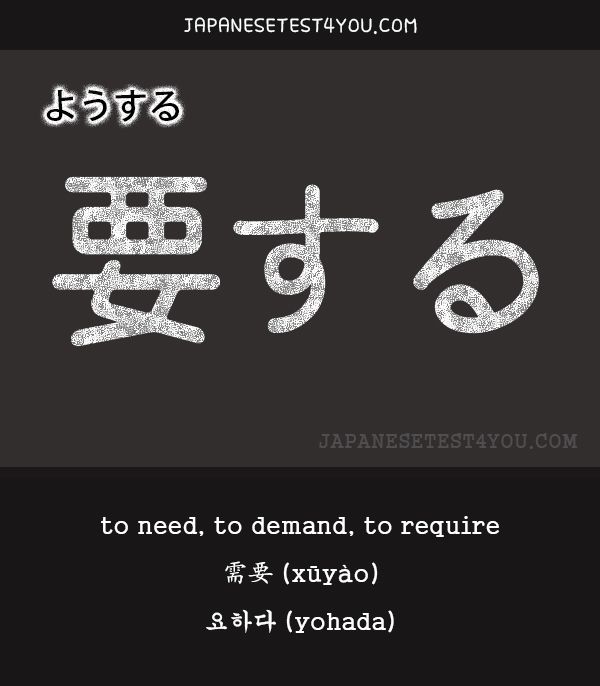 JAPANESETEST4YOU.COM
ようする
要する
JAPANESETEST4YOU.COM
to need, to demand, to require
需要 (xūyào)
요하다 (yohada)